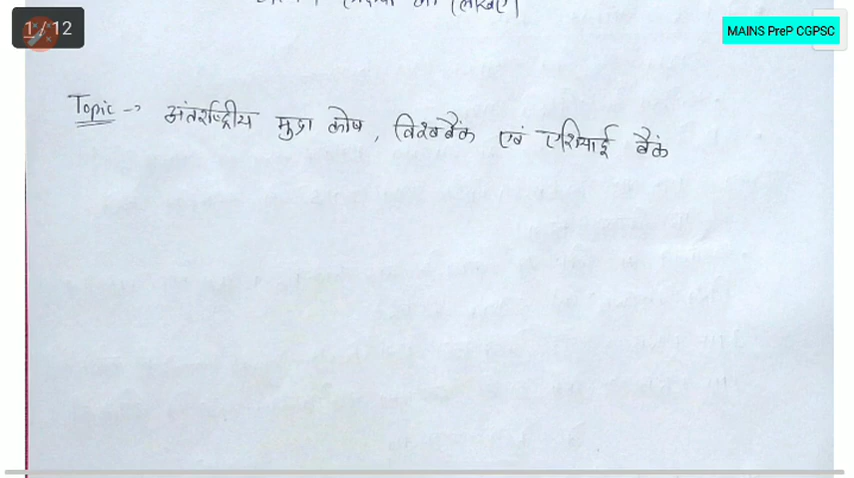 लिखिए।
1/12
MAINS PreP CGPSC
Topic → अंतर्राष्ट्रीय मुद्रा कोष, विश्वबैंक एवं एशियाई बैंक